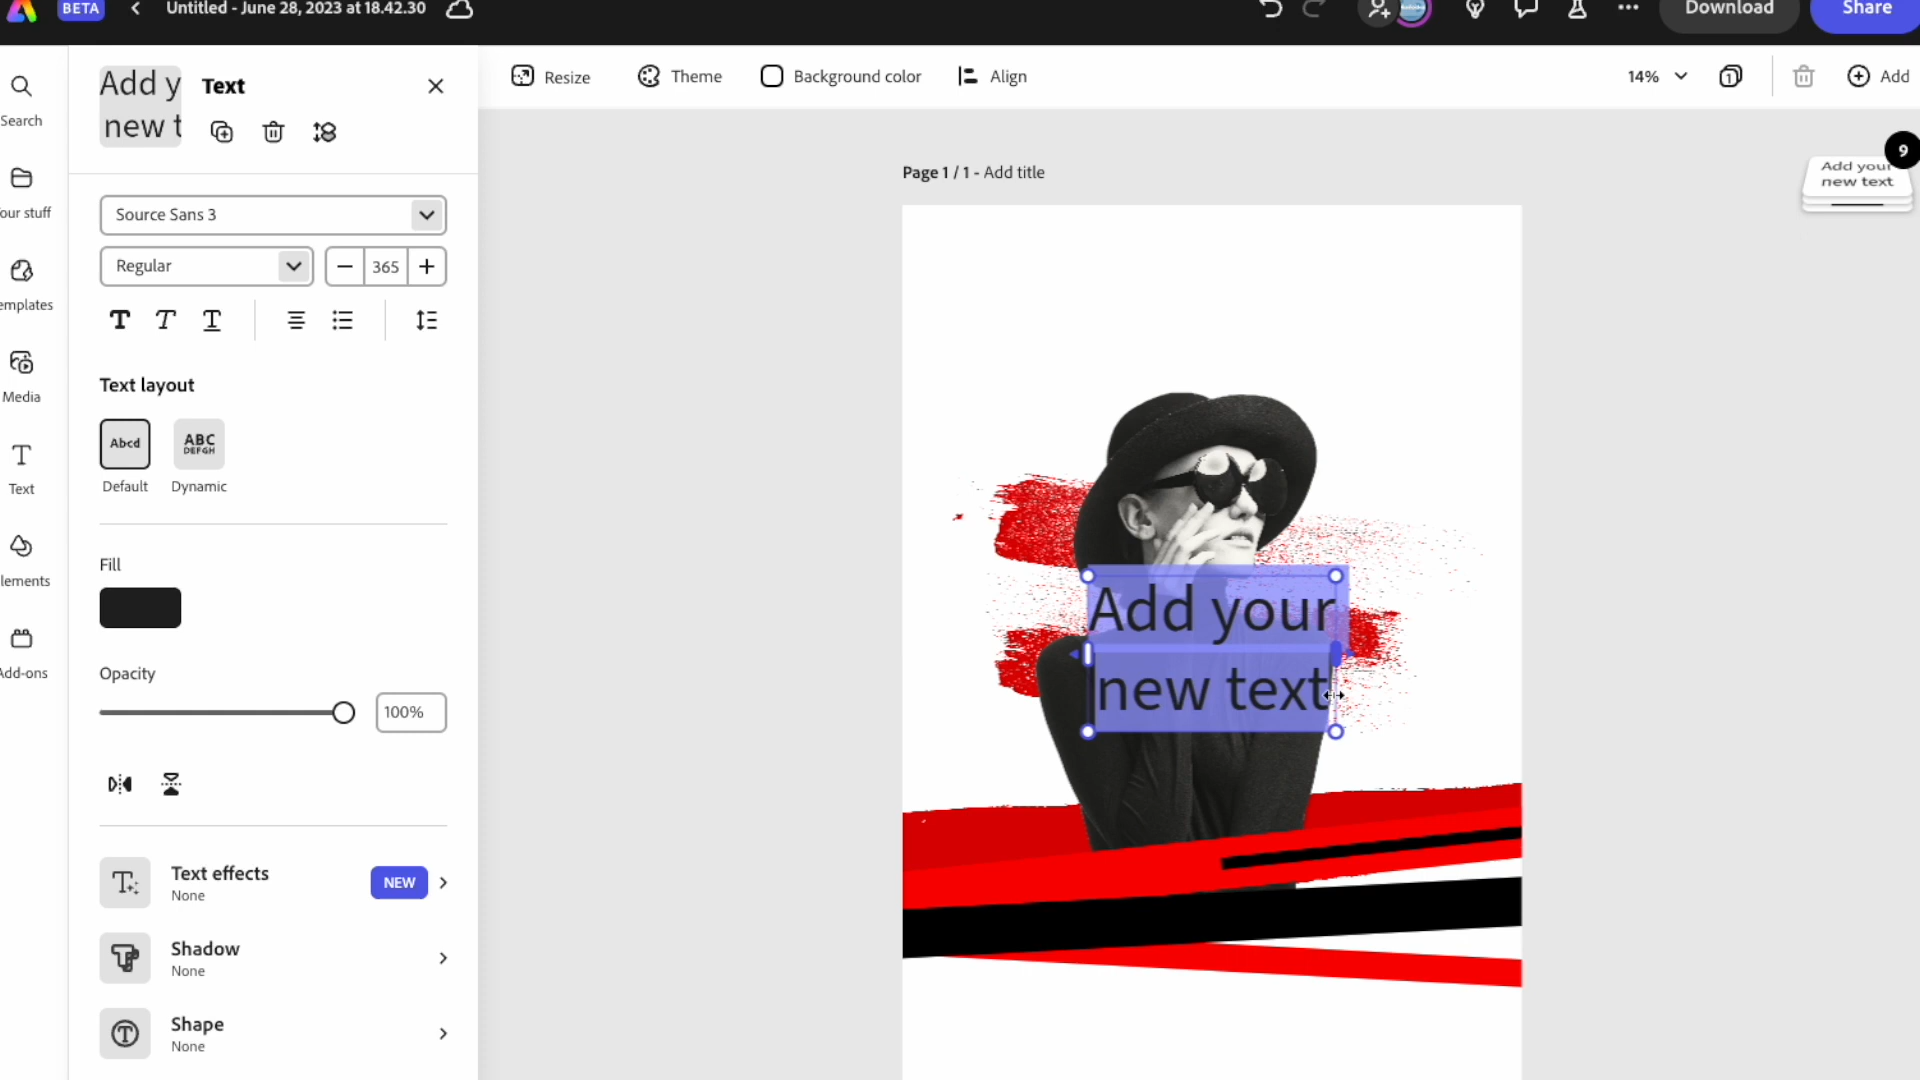 BETA
Untitled - June 28, 2023 at 18.42.30
Download
Share
Add y
new t
Text
Resize
Theme
Background color
Align
14%
1
Add
Search
our stuff
emplates
Media
Text
lements
Add-ons
Source Sans 3
Regular
365
Text layout
Abcd
ABC
DEFGH
Default
Dynamic
Fill
Opacity
100%
Text effects
None
NEW
Shadow
None
Shape
None
Page 1 / 1 - Add title
9
Add your
new text
Add your
new text